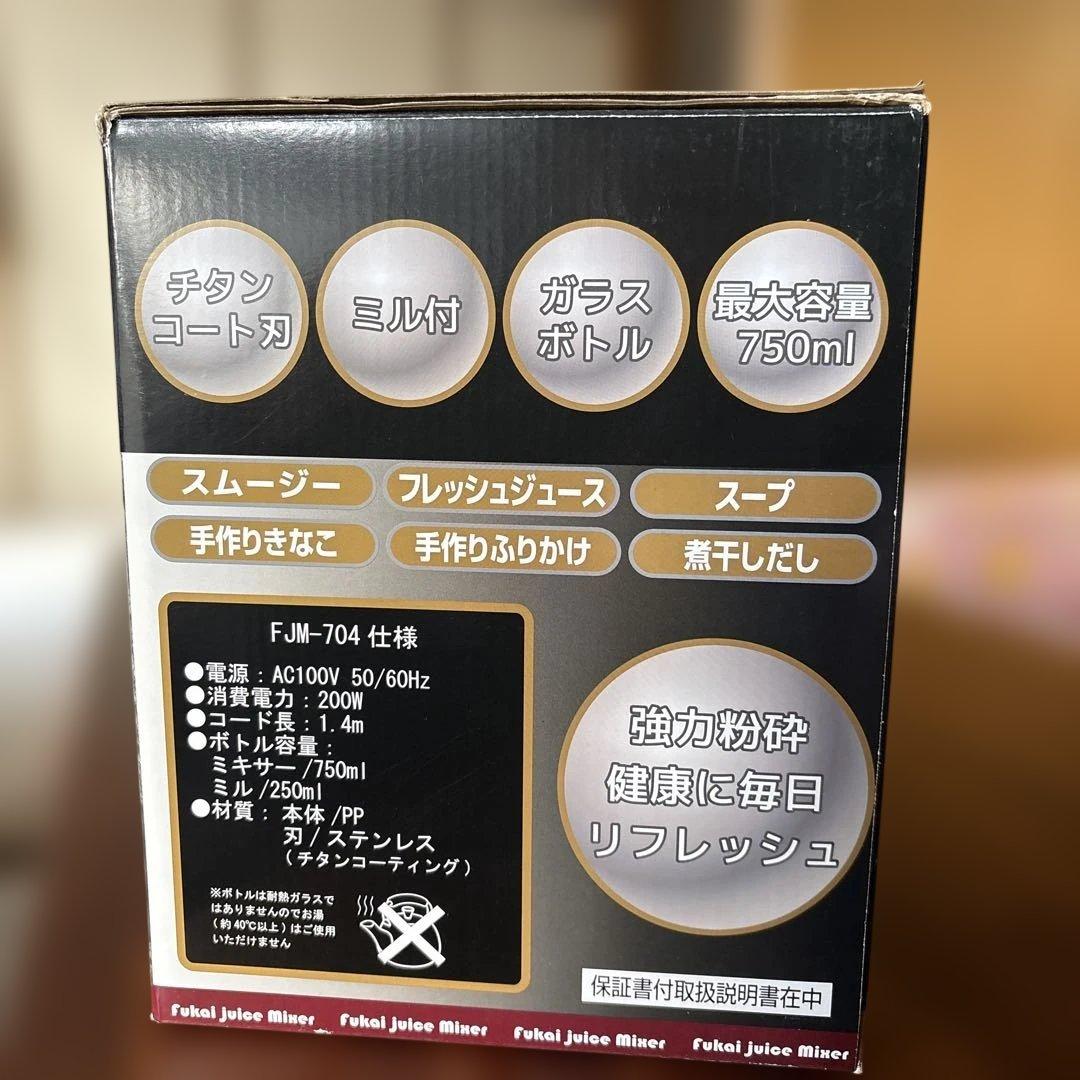 チタン
コート刃
ミル付
ガラス
ボトル
最大容量
750ml
スムージー
フレッシュジュース
スープ
手作りきなこ
手作りふりかけ
煮干しだし
FJM-704 仕様
●電源：AC100V 50/60Hz
●消費電力：200W
●コード長：1.4m
●ボトル容量：
ミキサー/750ml
ミル/250ml
●材質：本体/PP
刃/ステンレス
(チタンコーティング)
※ボトルは耐熱ガラスで
はありませんのでお湯
(約40℃以上)はご使用
いただけません
強力粉砕
健康に毎日
リフレッシュ
保証書付取扱説明書在中
Fukai juice Mixer Fukai juice Mixer Fukai juice Mixer Fukai juice Mixer